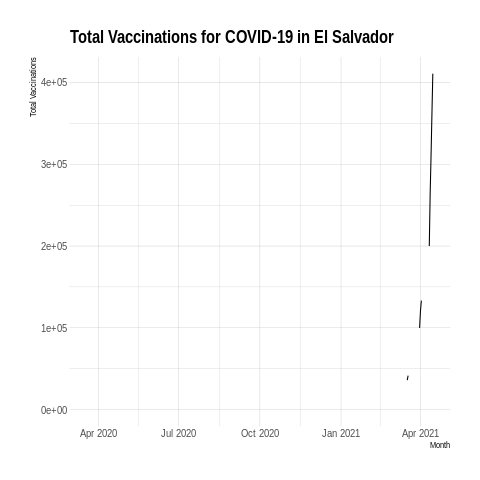 Total Vaccinations for COVID-19 in El Salvador
Total Vaccinations
4e+05
3e+05
2e+05
1e+05
0e+00
Apr 2020 Jul 2020 Oct 2020 Jan 2021 Apr 2021
Month